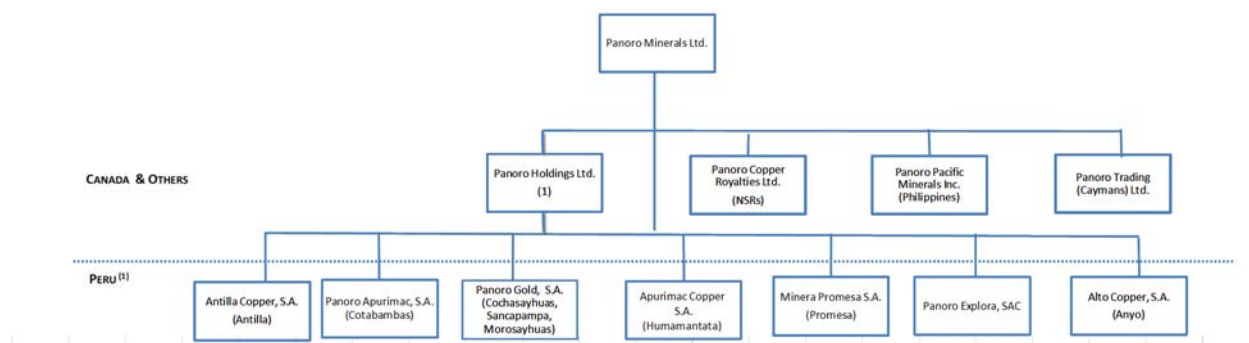 Panoro Minerals Ltd.
CANADA & OTHERS
Panoro Holdings Ltd.
(1)
Panoro Copper
Royalties Ltd.
(NSRs)
Panoro Pacific
Minerals Inc.
(Philippines)
Panoro Trading
(Caymans) Ltd.
PERU (1)
Antilla Copper, S.A.
(Antilla)
Panoro Apurimac, S.A.
(Cotabambas)
Panoro Gold, S.A.
(Cochasayhuas,
Sancapampa,
Morosayhuas)
Apurimac Copper
S.A.
(Humamantata)
Minera Promesa S.A.
(Promesa)
Panoro Explora, SAC
Alto Copper, S.A.
(Anyo)